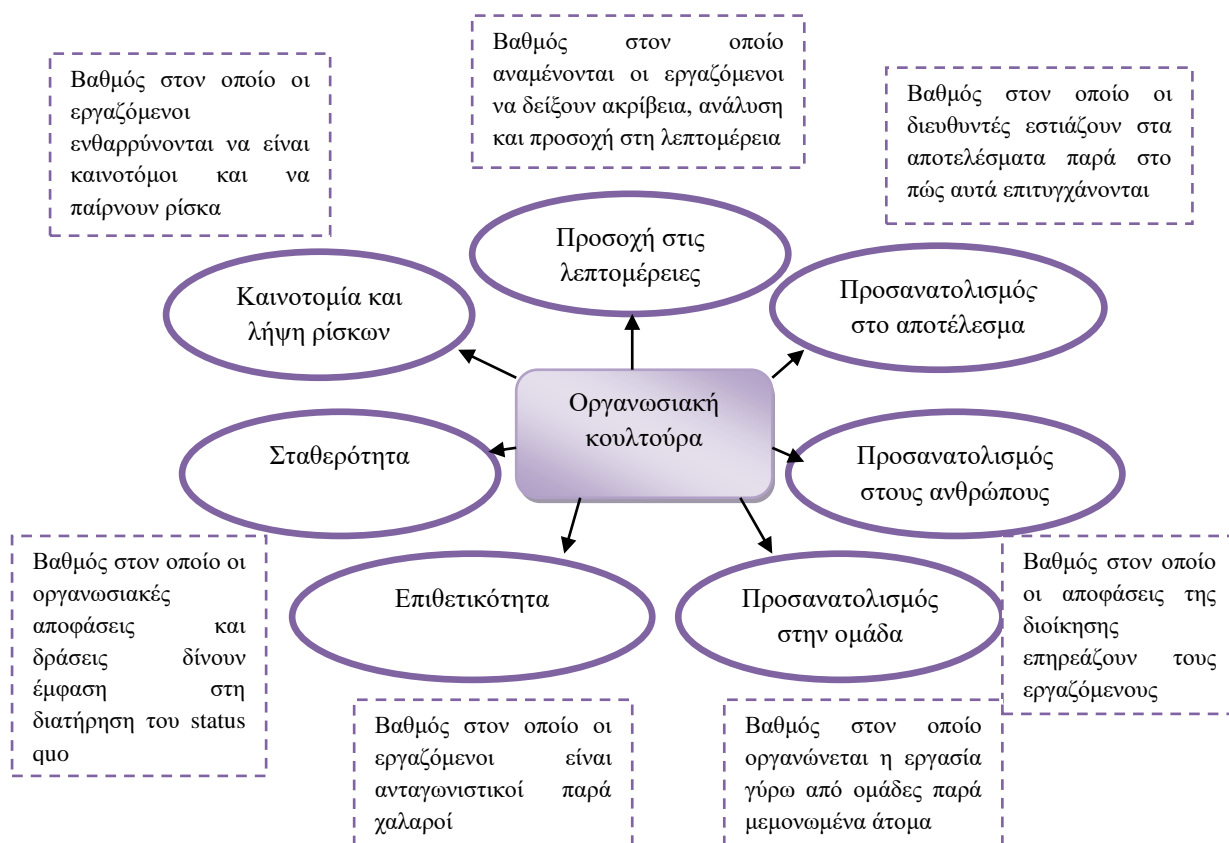 Βαθμός στον οποίο οι
εργαζόμενοι
ενθαρρύνονται να είναι
καινοτόμοι και να
παίρνουν ρίσκα
Βαθμός στον οποίο
αναμένονται οι εργαζόμενοι
να δείξουν ακρίβεια, ανάλυση
και προσοχή στη λεπτομέρεια
Βαθμός στον οποίο οι
διευθυντές εστιάζουν στα
αποτελέσματα παρά στο
πώς αυτά επιτυγχάνονται
Καινοτομία και
λήψη ρίσκων
Προσοχή στις
λεπτομέρειες
Προσανατολισμός
στο αποτέλεσμα
Οργανωσιακή
κουλτούρα
Σταθερότητα
Προσανατολισμός
στους ανθρώπους
Επιθετικότητα
Προσανατολισμός
στην ομάδα
Βαθμός στον οποίο οι
οργανωσιακές
αποφάσεις και
δράσεις δίνουν
έμφαση στη
διατήρηση του status
quo
Βαθμός στον οποίο οι
εργαζόμενοι είναι
ανταγωνιστικοί παρά
χαλαροί
Βαθμός στον οποίο
οργανώνεται η εργασία
γύρω από ομάδες παρά
μεμονωμένα άτομα
Βαθμός στον οποίο
οι αποφάσεις της
διοίκησης
επηρεάζουν τους
εργαζόμενους